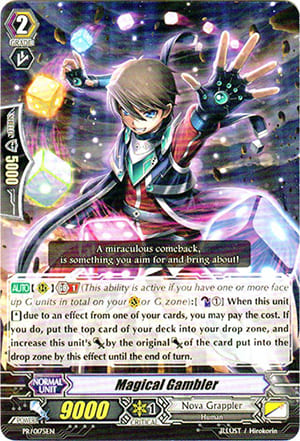 2
GRADE
5000
A miraculous comeback,
is something you aim for and bring about!
AUTO 1 (This ability is active if you have one or more face
up G units in total on your or G zone): [1] When this unit
due to an effect from one of your cards, you may pay the cost. If
you do, put the top card of your deck into your drop zone, and
increase this unit's by the original of the card put into the
drop zone by this effect until the end of turn.
NORMAL
UNIT
Magical Gambler
POWER
9000
1
CRITICAL
Nova Grappler
Human
PR/0175EN
ILLUST / Hirokorin